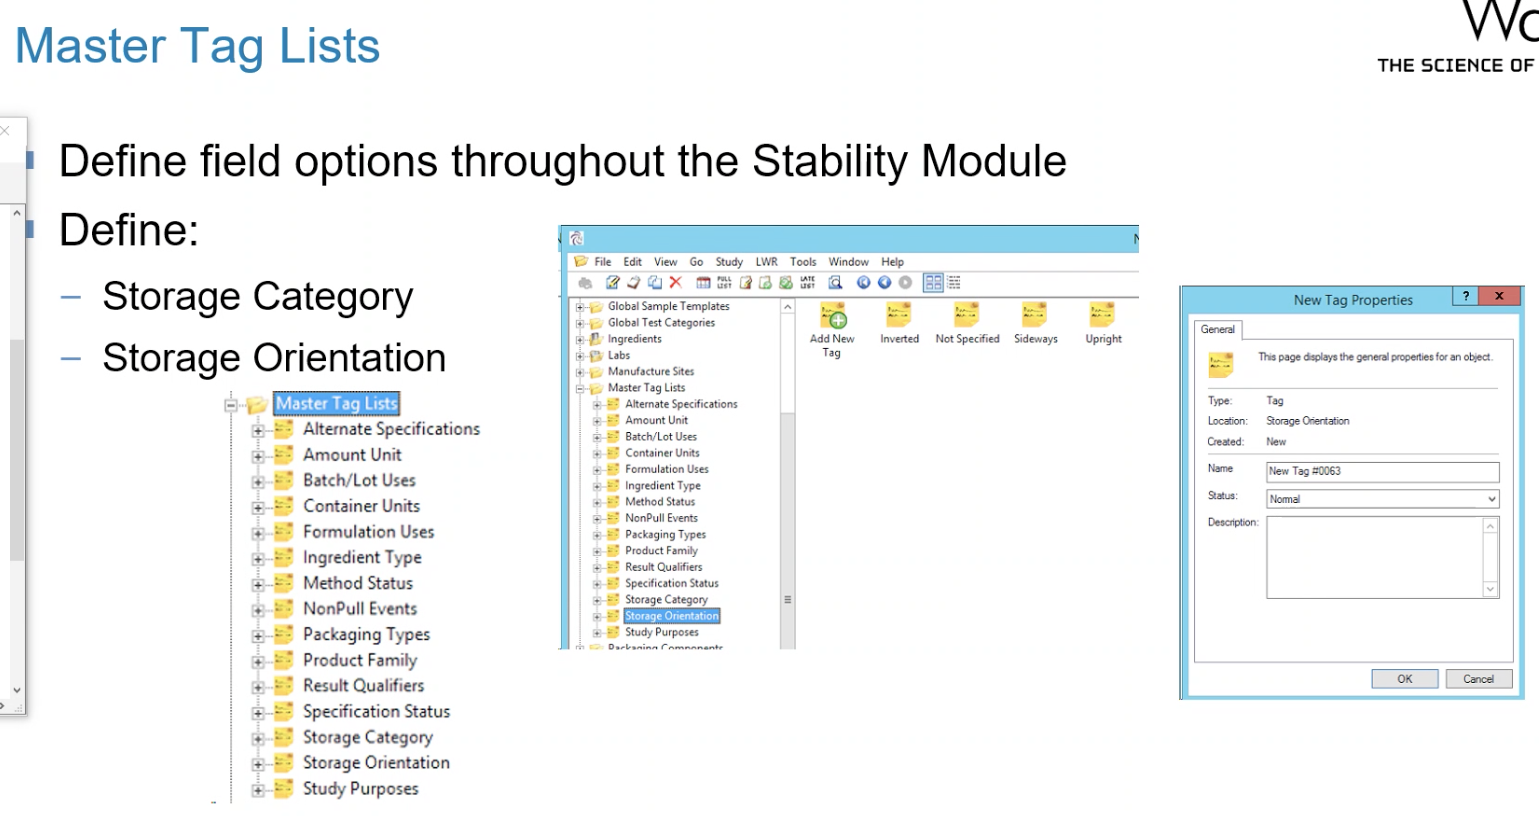 Master Tag Lists
THE SCIENCE OF
Define field options throughout the Stability Module
Define:
– Storage Category
– Storage Orientation
Master Tag Lists
Alternate Specifications
Amount Unit
Batch/Lot Uses
Container Units
Formulation Uses
Ingredient Type
Method Status
NonPull Events
Packaging Types
Product Family
Result Qualifiers
Specification Status
Storage Category
Storage Orientation
Study Purposes
File Edit View Go Study LWR Tools Window Help
FULL LIST LATE LIST
Global Sample Templates
Global Test Categories
Ingredients
Labs
Manufacture Sites
Master Tag Lists
Alternate Specifications
Amount Unit
Batch/Lot Uses
Container Units
Formulation Uses
Ingredient Type
Method Status
NonPull Events
Packaging Types
Product Family
Result Qualifiers
Specification Status
Storage Category
Storage Orientation
Study Purposes
Packaging Components
Add New Inverted Not Specified Sideways Upright
Tag
New Tag Properties ? x
General
This page displays the general properties for an object.
Type: Tag
Location: Storage Orientation
Created: New
Name New Tag #0063
Status: Normal
Description:
OK Cancel